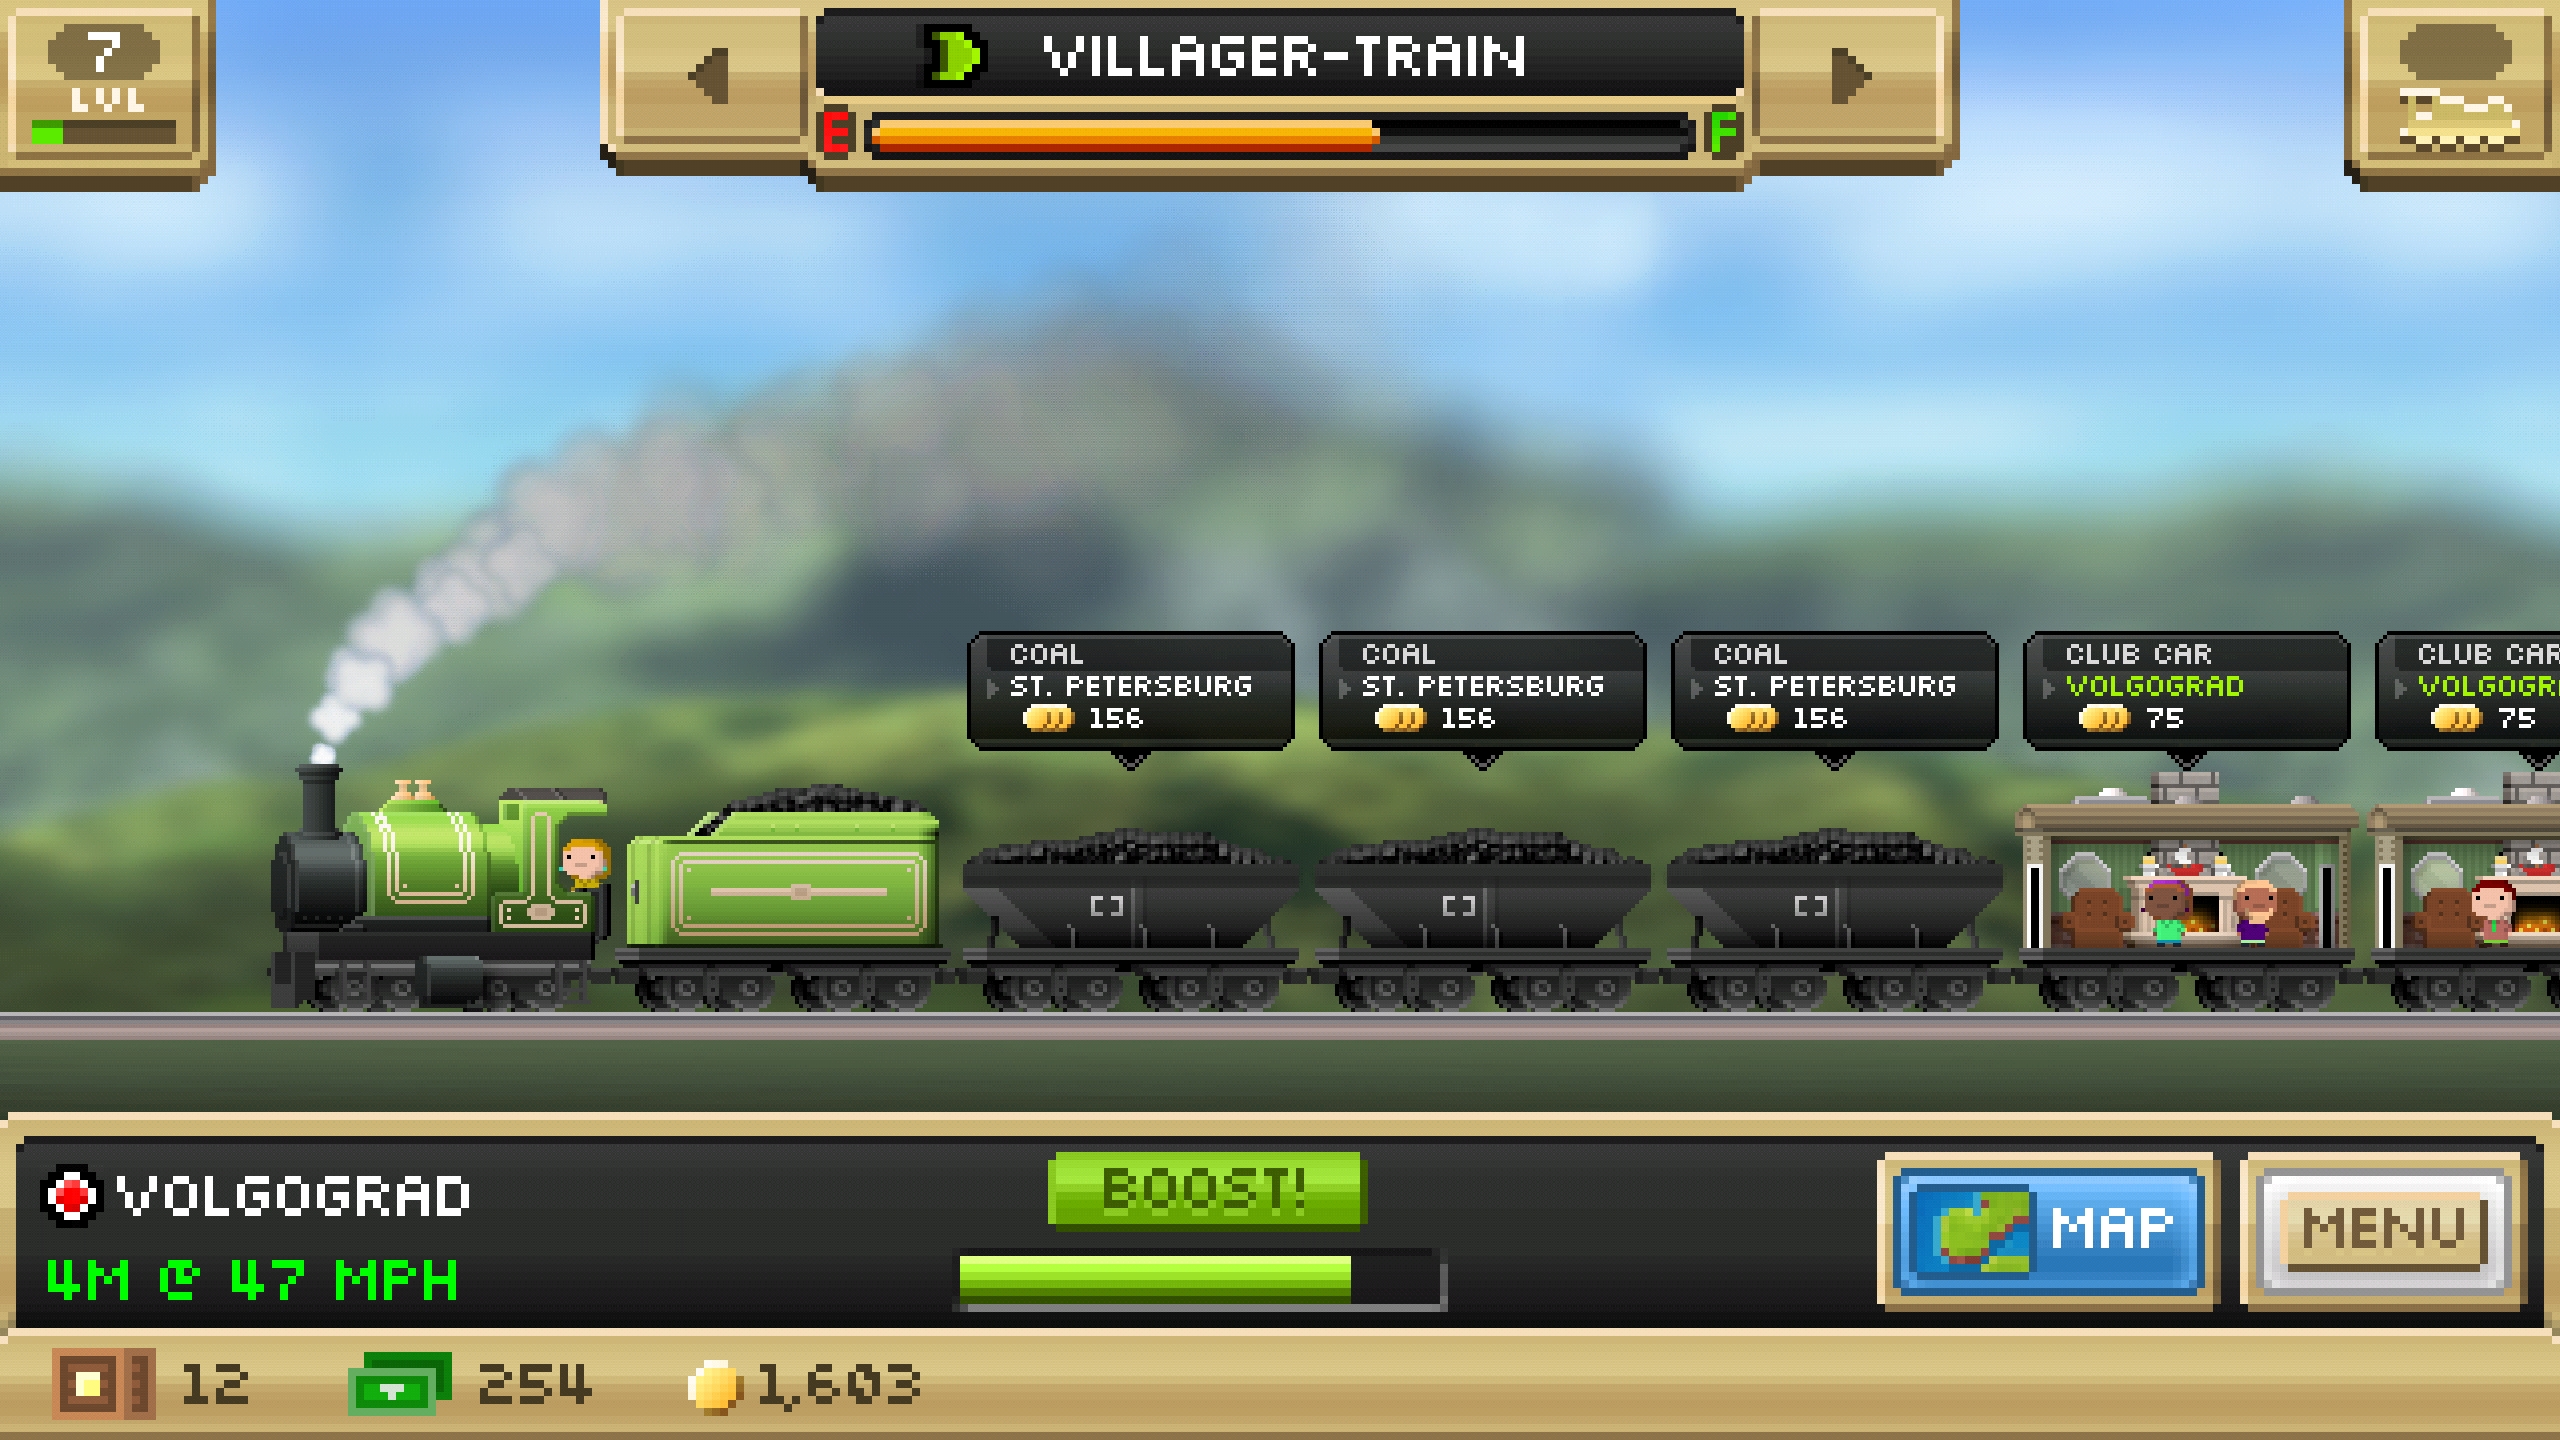 7
LVL
VILLAGER-TRAIN
E
F
COAL
ST. PETERSBURG
156
COAL
ST. PETERSBURG
156
COAL
ST. PETERSBURG
156
CLUB CAR
VOLGOGRAD
75
CLUB CAR
VOLGOGR
75
VOLGOGRAD
4M @ 47 MPH
BOOST!
MAP
MENU
12
254
1,603